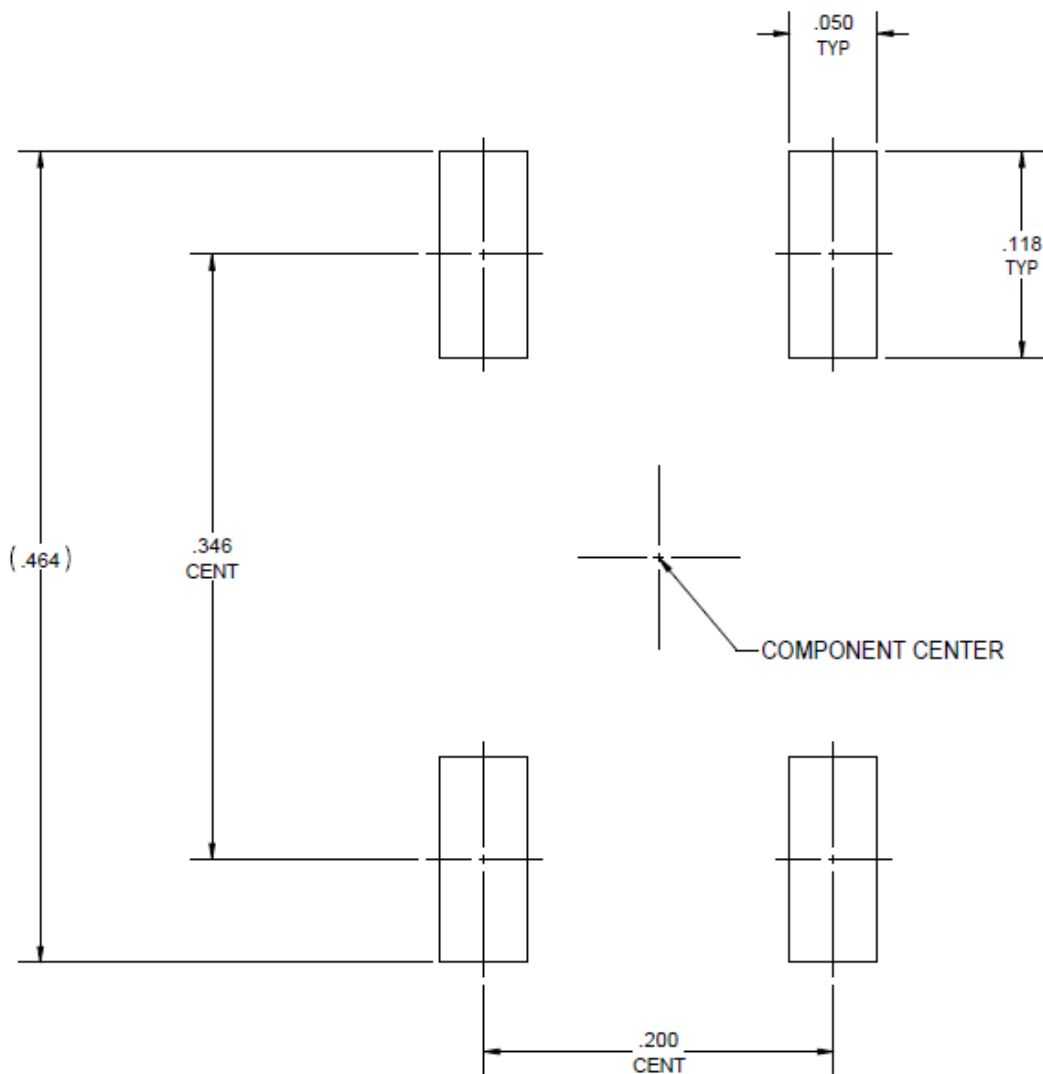 .050
TYP
.118
TYP
(.464)
.346
CENT
COMPONENT CENTER
.200
CENT